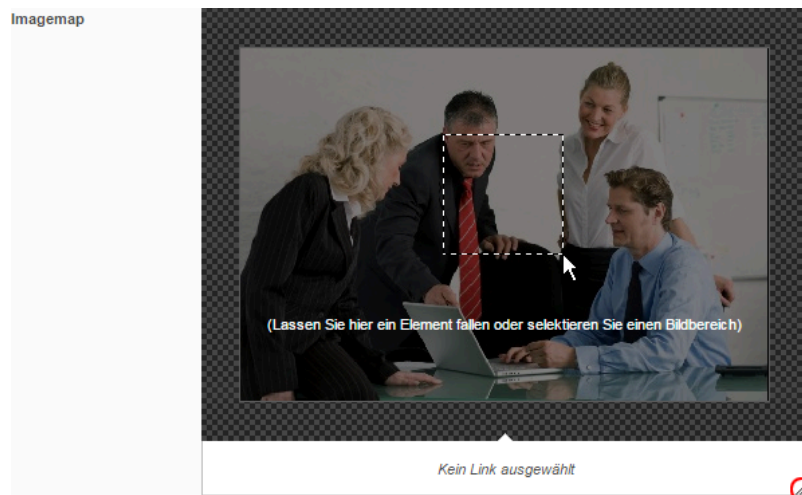 Imagemap
(Lassen Sie hier ein Element fallen oder selektieren Sie einen Bildbereich)
Kein Link ausgewählt